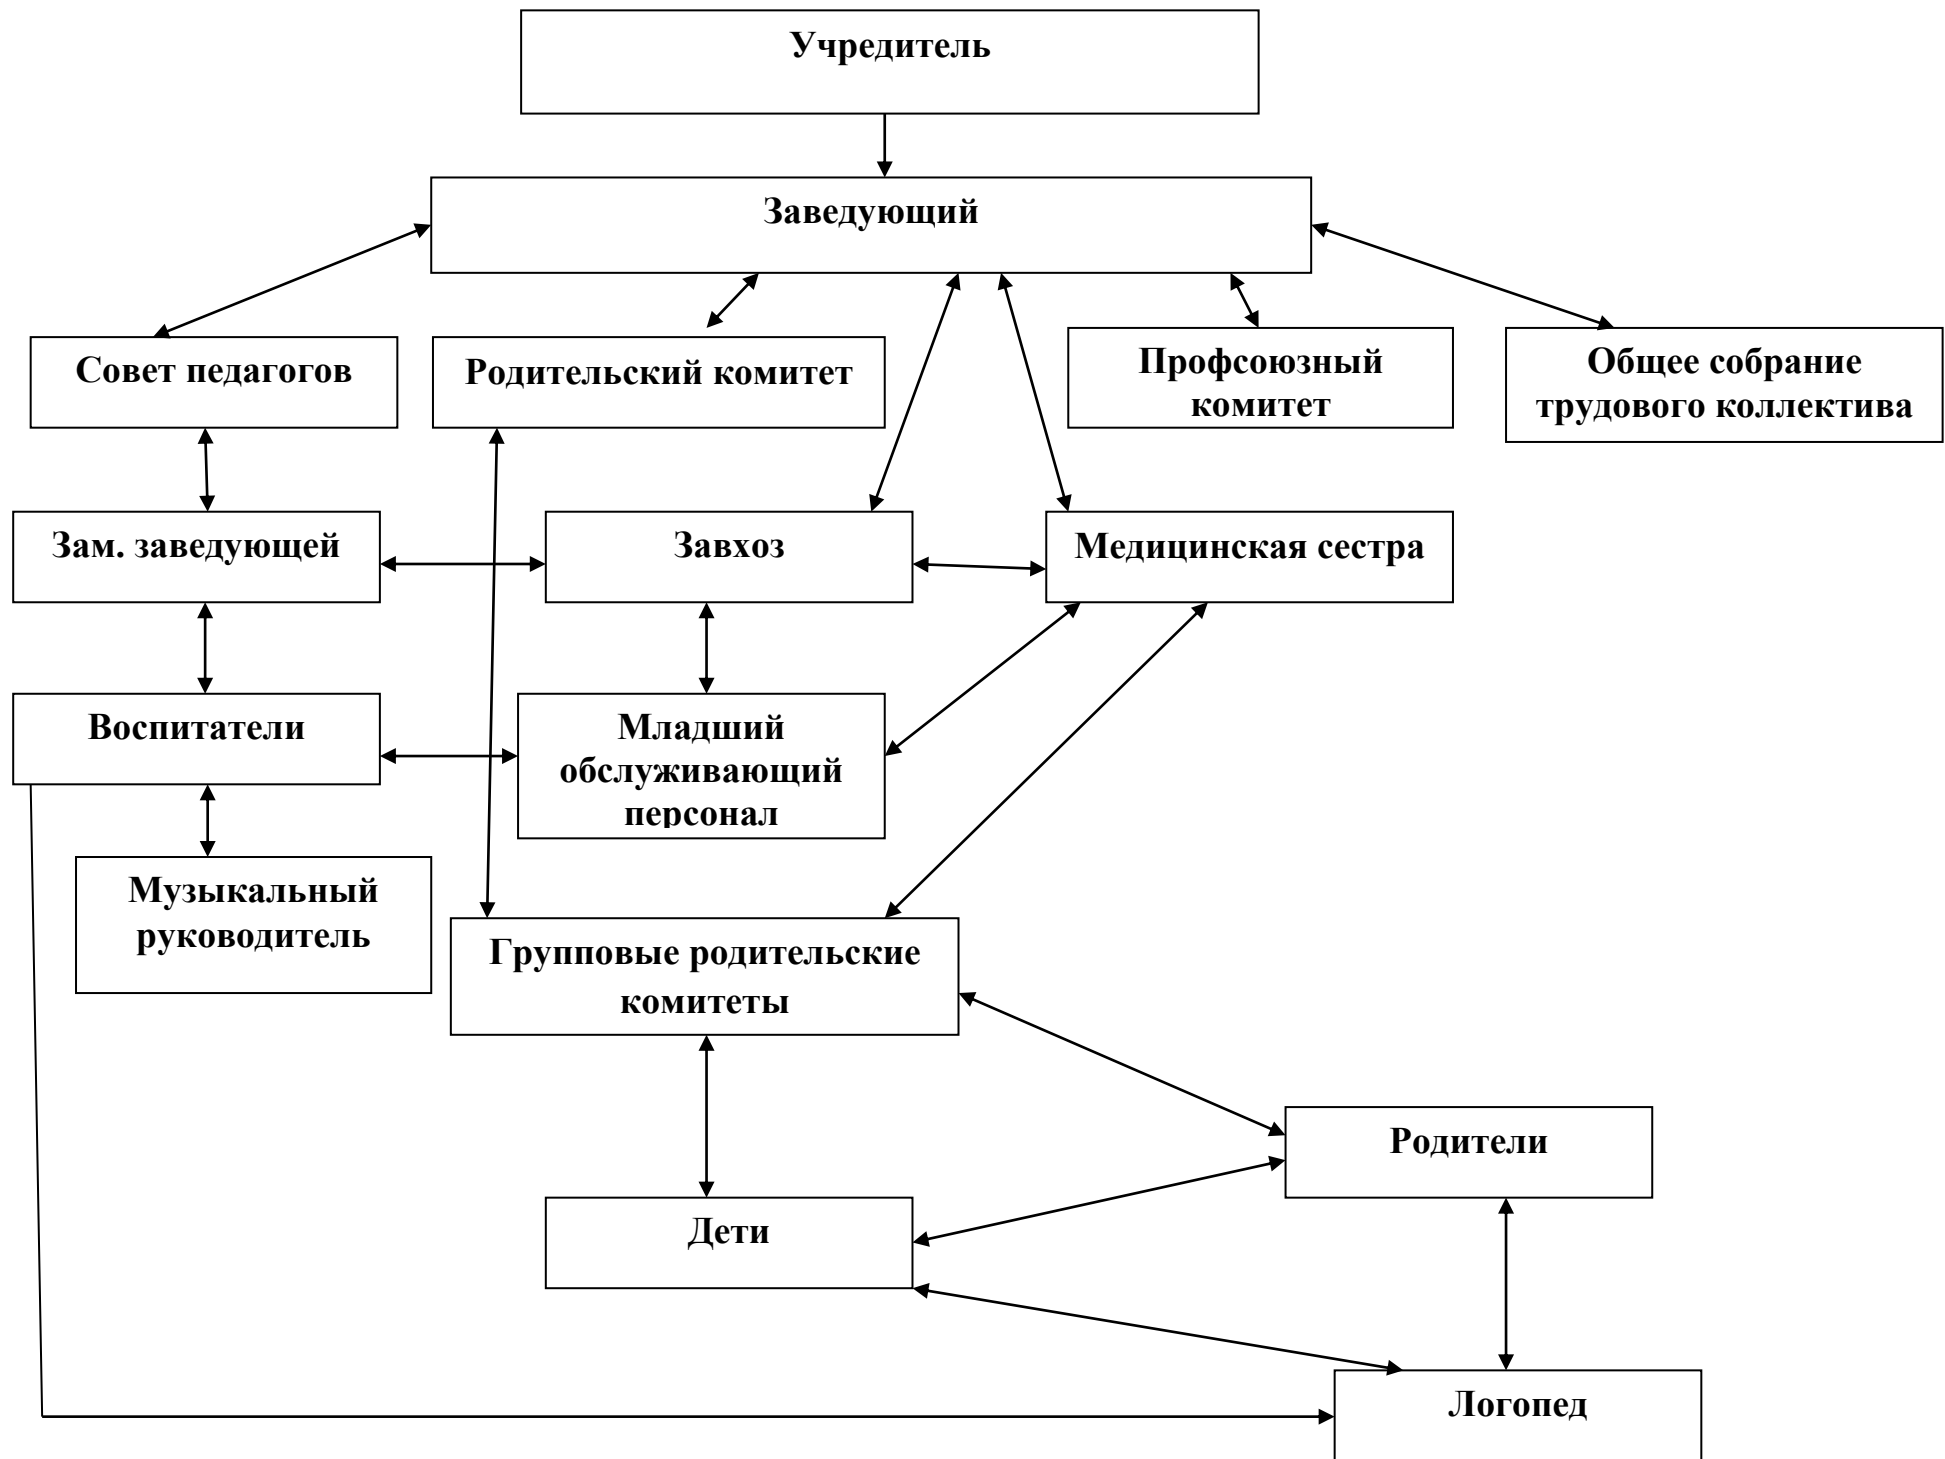 Учредитель
Заведующий
Совет педагогов
Родительский комитет
Профсоюзный
комитет
Общее собрание
трудового коллектива
Зам. заведующей
Завхоз
Медицинская сестра
Воспитатели
Младший
обслуживающий
персонал
Музыкальный
руководитель
Групповые родительские
комитеты
Родители
Дети
Логопед